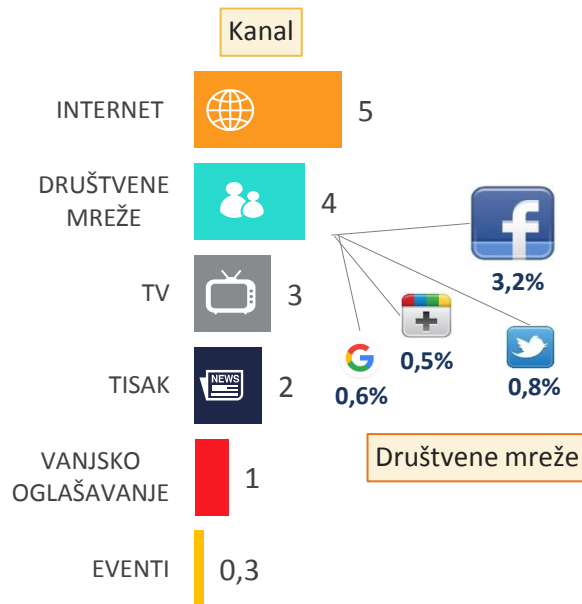 Kanal
INTERNET
5
DRUŠTVENE
MREŽE
4
3,2%
TV
3
0,5%
0,6%
0,8%
TISAK
NEWS
2
Društvene mreže
VANJSKO
OGLAŠAVANJE
1
EVENTI
0,3